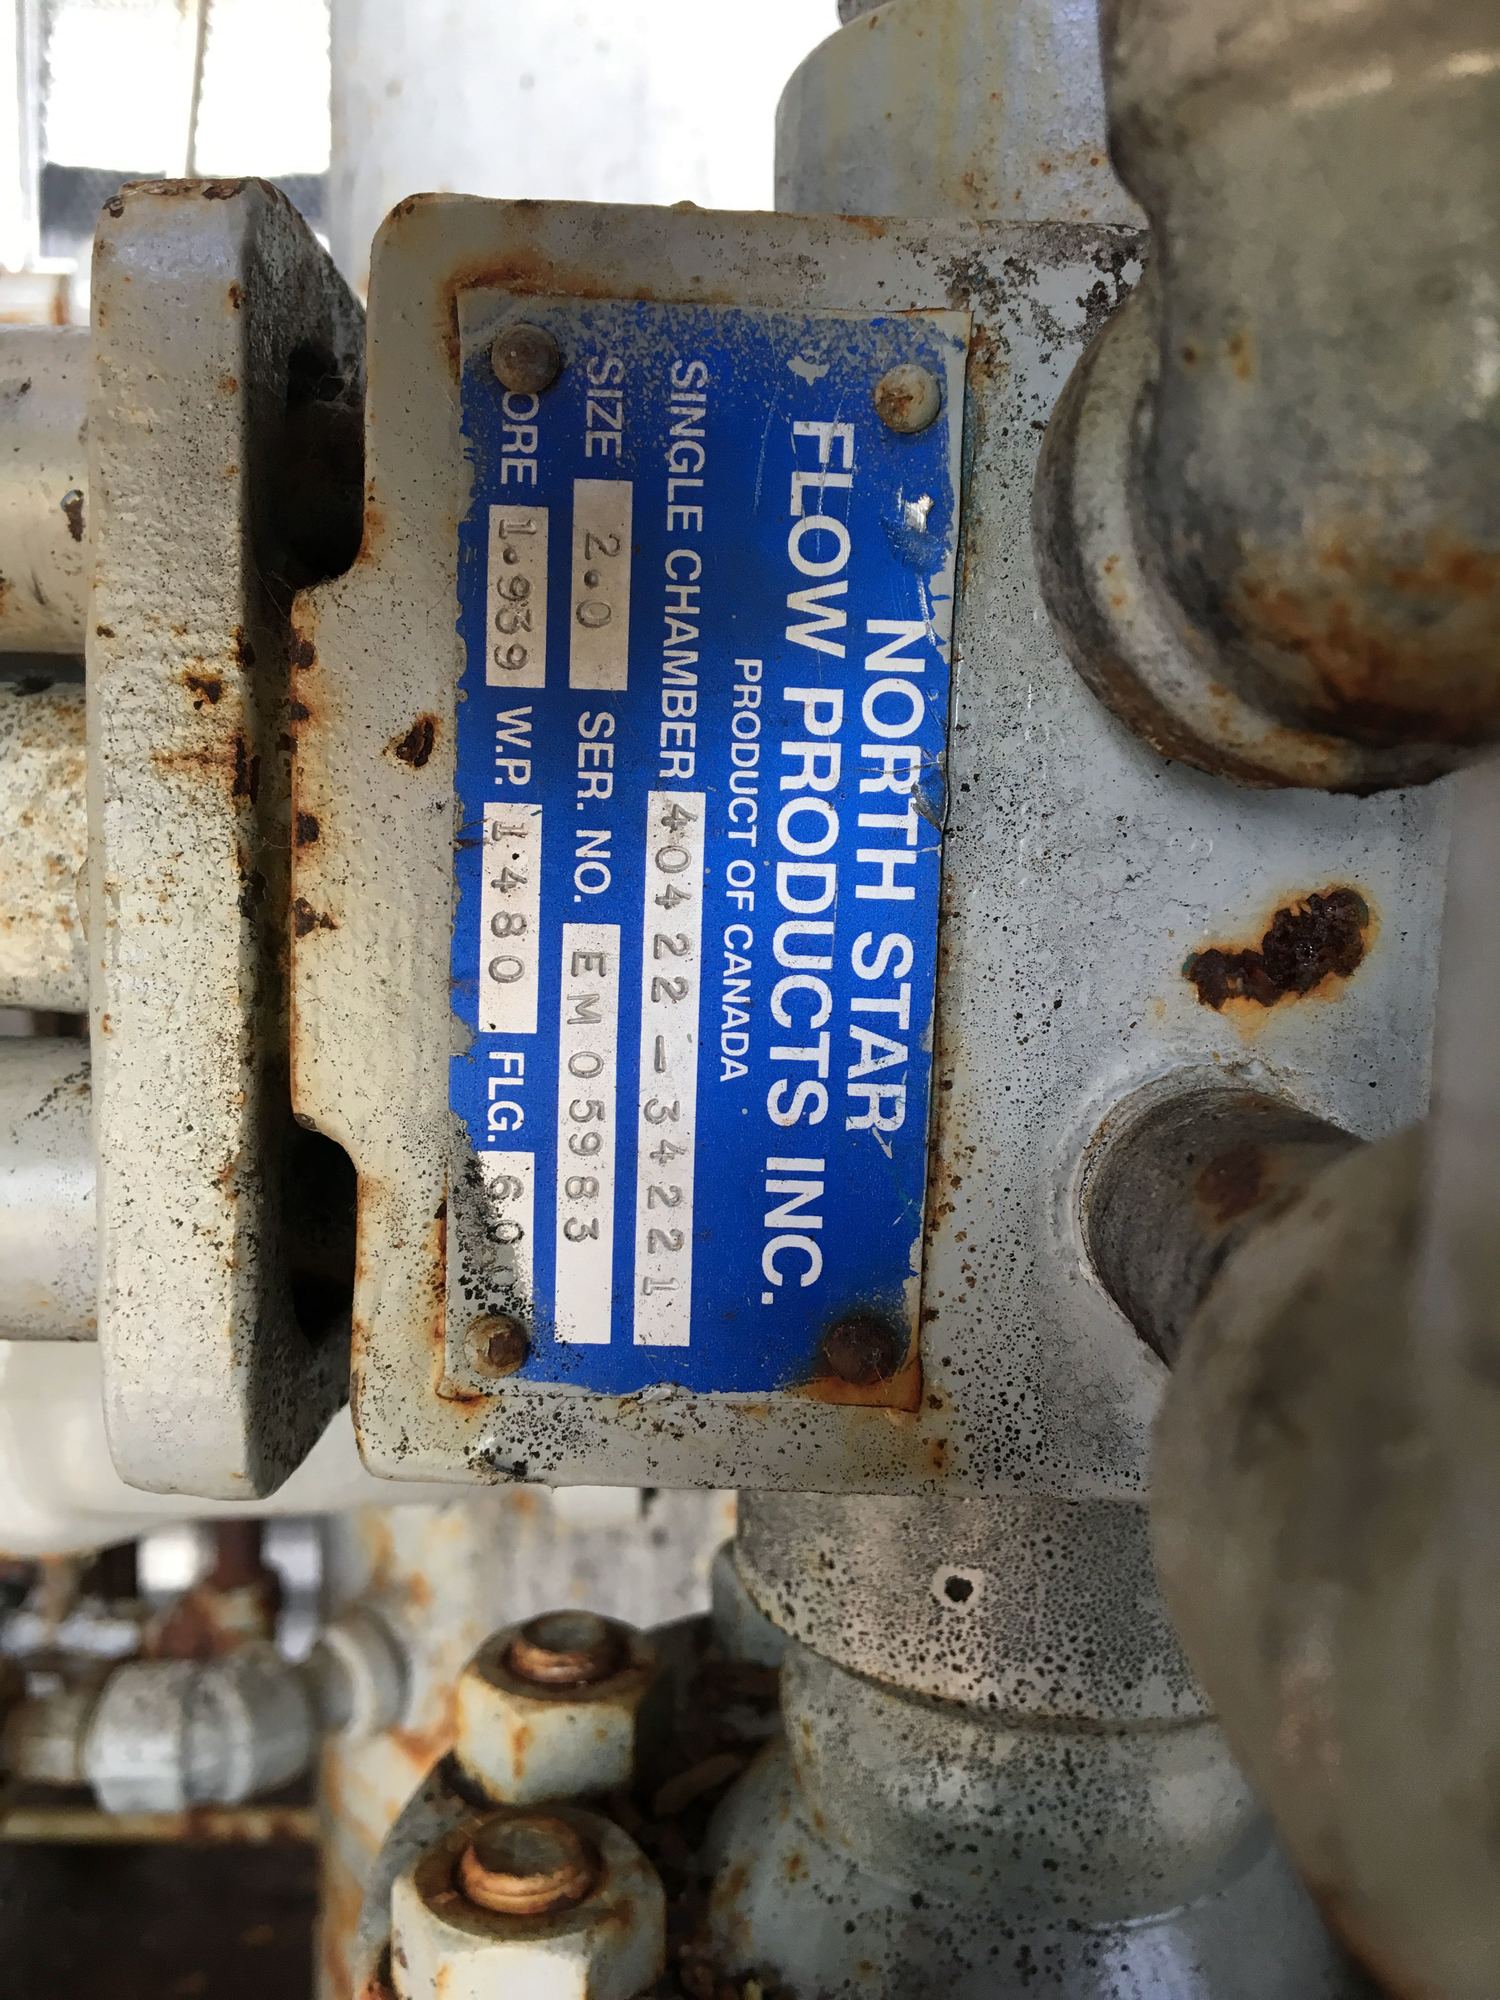 NORTH STAR
FLOW PRODUCTS INC.
PRODUCT OF CANADA
SINGLE CHAMBER 40422-34221
SIZE 2.0 SER. NO. EM05983
ORE 1.939 W.P. 1480 FLG. 600